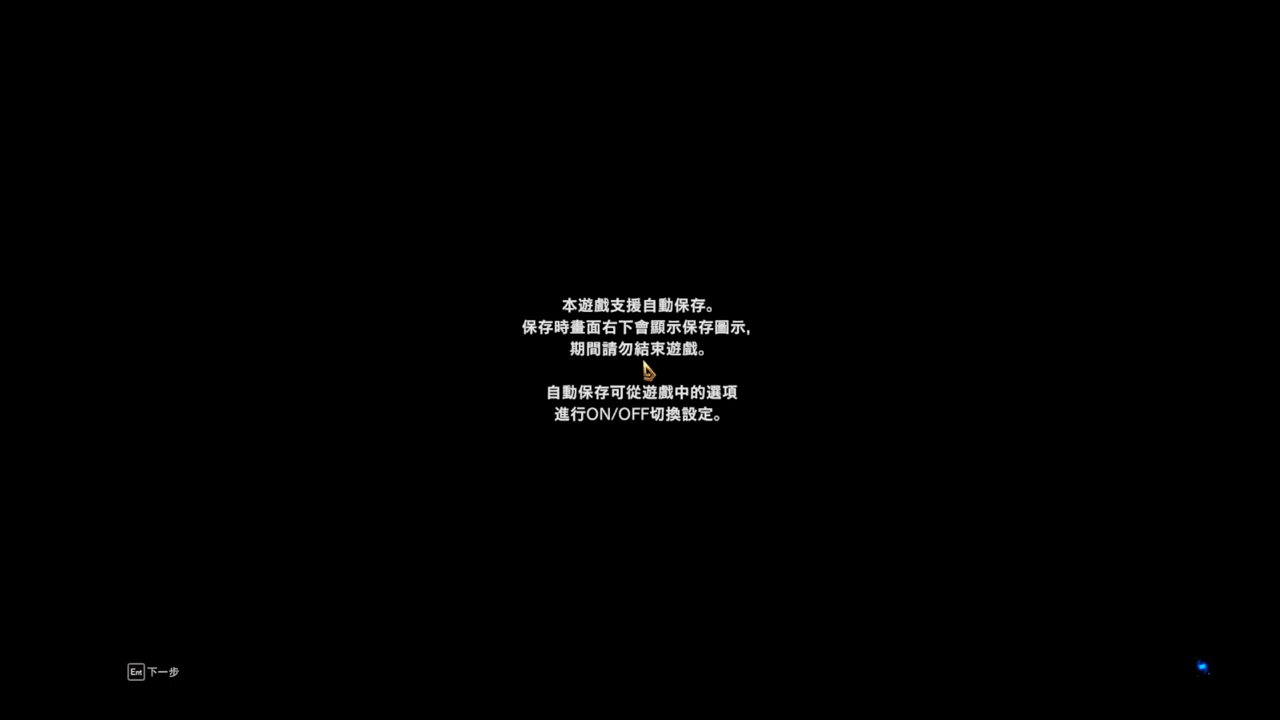 本遊戲支援自動保存。
保存時畫面右下會顯示保存圖示,
期間請勿結束遊戲。
自動保存可從遊戲中的選項
進行ON/OFF切換設定。
Ent 下一步